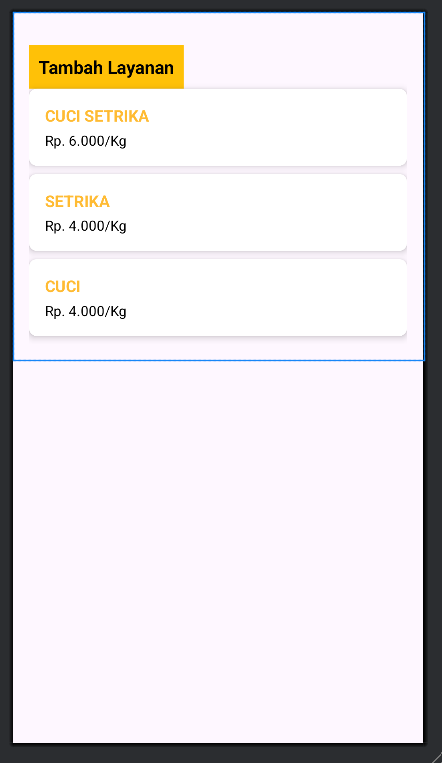 Tambah Layanan
CUCI SETRIKA
Rp. 6.000/Kg
SETRIKA
Rp. 4.000/Kg
CUCI
Rp. 4.000/Kg